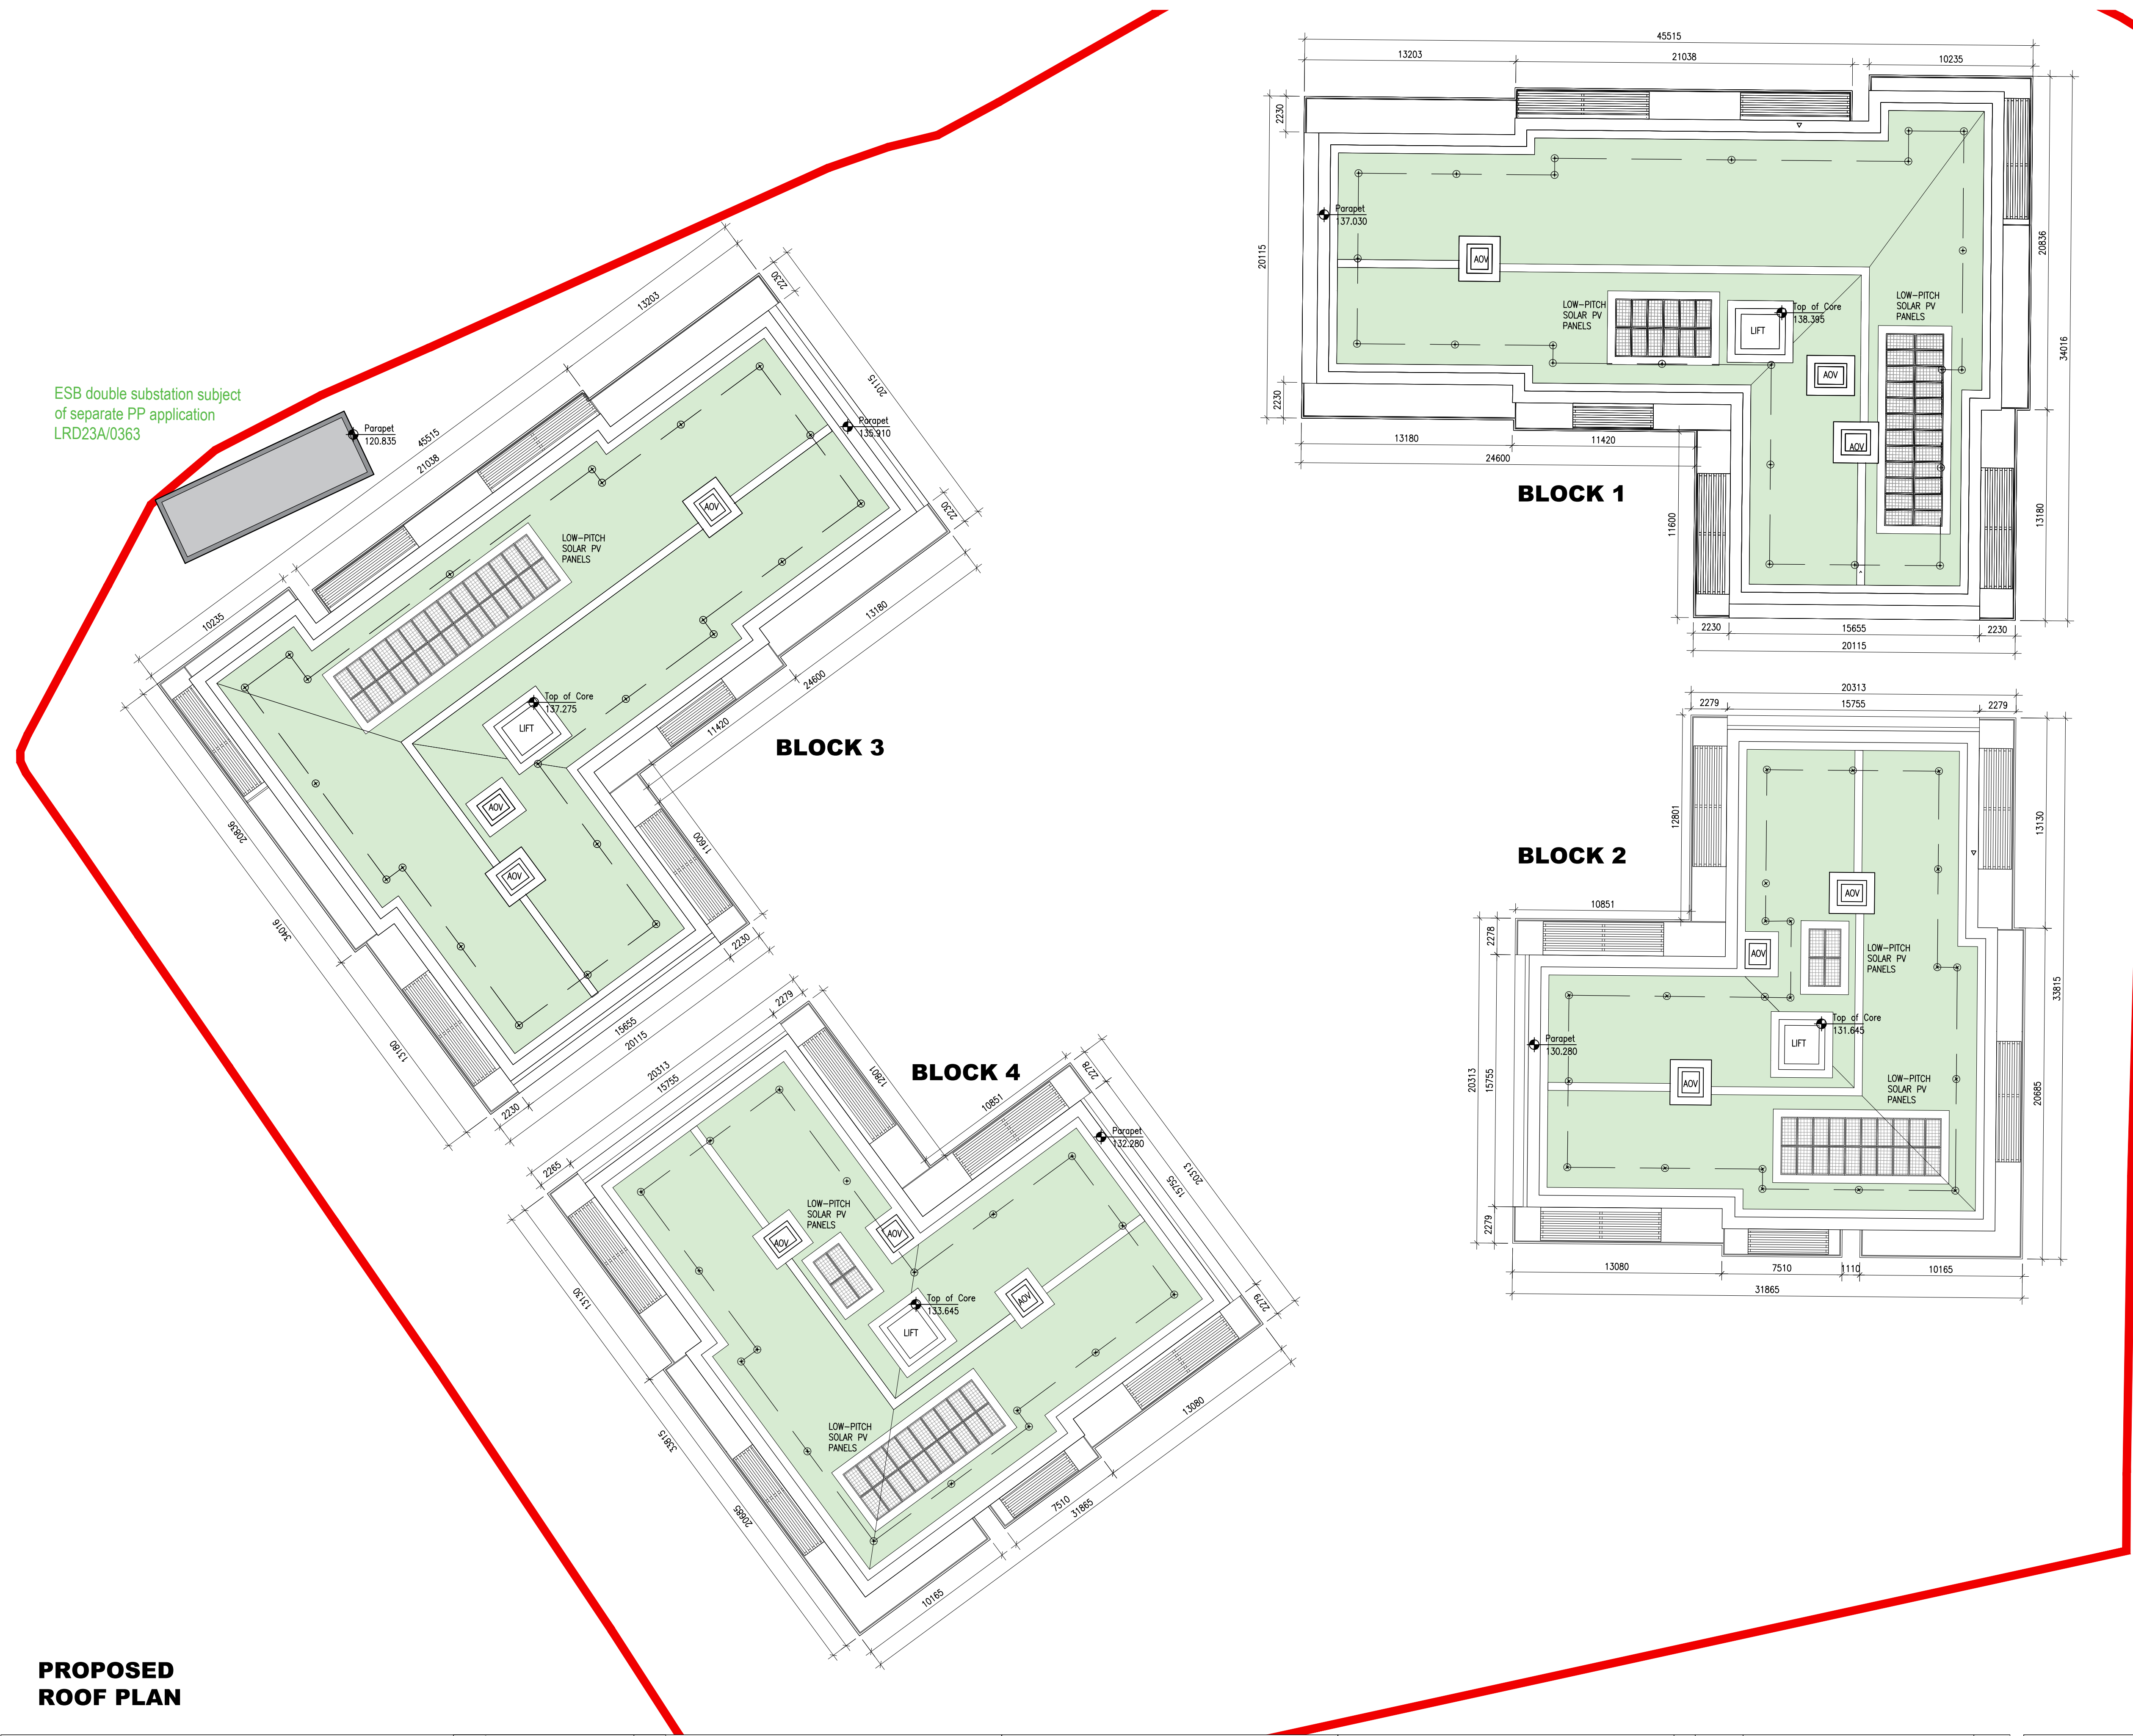 45515
13203
21038
10235
2230
20115
Parapet
137.030
AOV
LOW-PITCH
SOLAR PV
PANELS
LIFT
Top of Core
138.395
LOW-PITCH
SOLAR PV
PANELS
AOV
AOV
20836
34016
13180
2230
13180
11420
24600
BLOCK 1
11600
2230
15655
2230
20115
ESB double substation subject
of separate PP application
LRD23A/0363
Parapet
120.835
45515
21038
13203
10235
2230
20115
Parapet
135.910
2230
AOV
LOW-PITCH
SOLAR PV
PANELS
Top of Core
137.275
LIFT
AOV
AOV
13180
24600
11420
11600
BLOCK 3
20836
34016
13180
2230
15655
20115
2230
20313
2279
15755
2279
12801
13130
BLOCK 2
10851
2278
20313
15755
2279
AOV
AOV
LOW-PITCH
SOLAR PV
PANELS
Top of Core
131.645
LIFT
Parapet
130.280
AOV
LOW-PITCH
SOLAR PV
PANELS
33815
20685
13080
7510
1110
10165
31865
BLOCK 4
20313
15755
2279
2265
12801
10851
2278
Parapet
132.280
20313
15755
2279
LOW-PITCH
SOLAR PV
PANELS
AOV
AOV
Top of Core
133.645
LIFT
AOV
LOW-PITCH
SOLAR PV
PANELS
13130
33815
20685
13080
7510
31865
10165
PROPOSED
ROOF PLAN